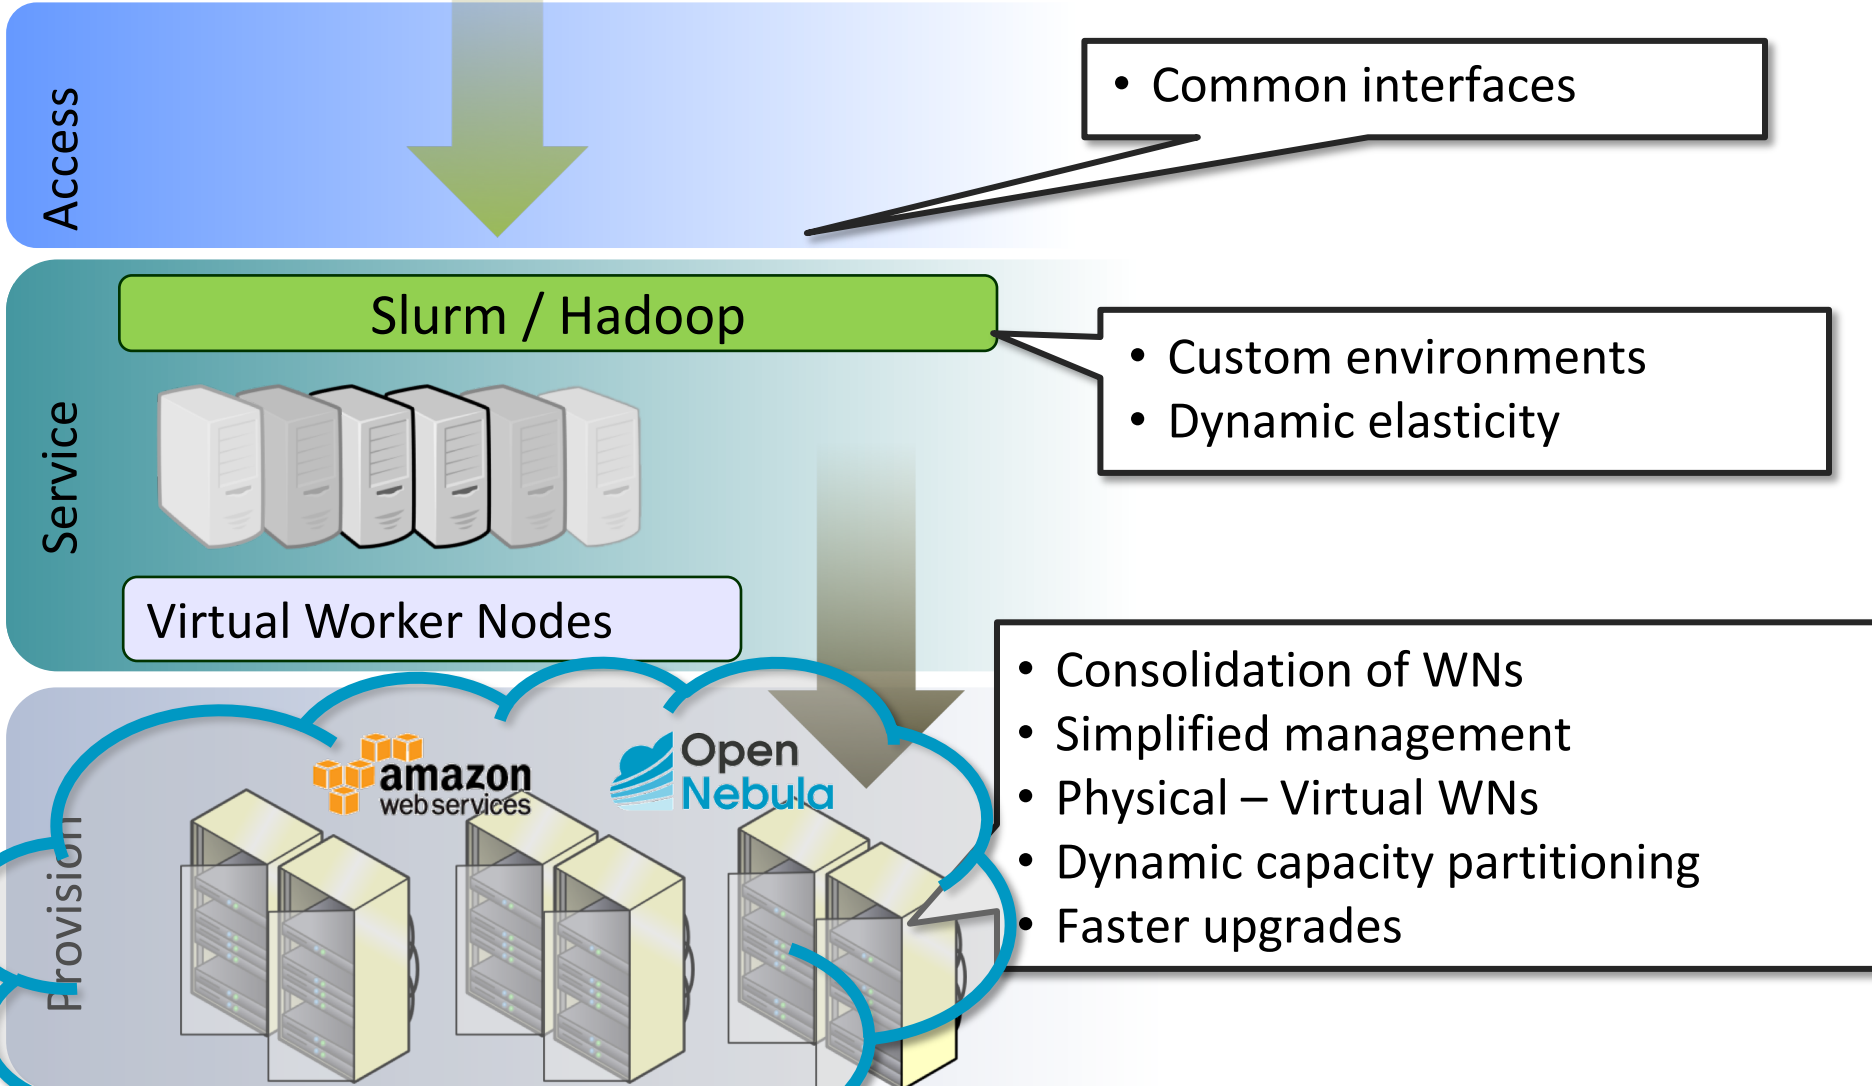 Access
• Common interfaces
Service
Slurm / Hadoop
• Custom environments
• Dynamic elasticity
Virtual Worker Nodes
Provision
amazon
web services
Open
Nebula
• Consolidation of WNs
• Simplified management
• Physical – Virtual WNs
• Dynamic capacity partitioning
• Faster upgrades